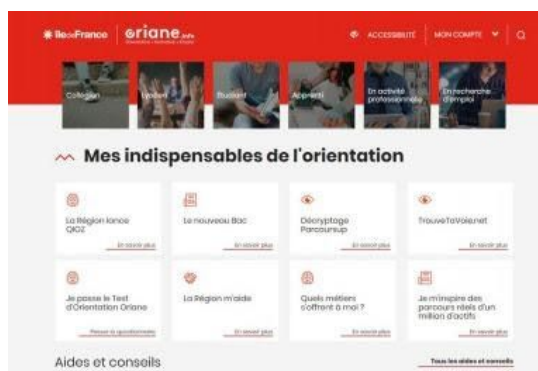 île de France oriane.info
ACCESSIBILITÉ MON COMPTE
Collégien
Lycéen
Étudiant
Apprenti
En activité
professionnelle
En recherche
d'emploi
Mes indispensables de l'orientation
La Région lance
QIOZ
En savoir plus
Le nouveau Bac
En savoir plus
Décryptage
Parcoursup
En savoir plus
TrouveTaVoie.net
En savoir plus
Je passe le Test
d'Orientation Oriane
Passer le questionnaire
La Région m'aide
En savoir plus
Quels métiers
s'offrent à moi ?
En savoir plus
Je m'inspire des
parcours réels d'un
million d'actifs
En savoir plus
Aides et conseils
Tous les aides et conseils